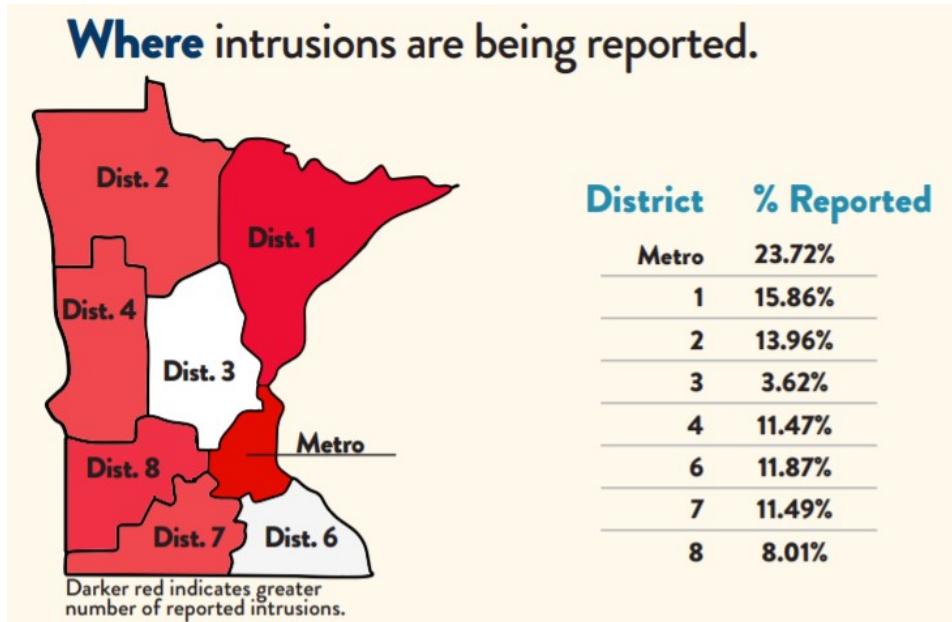 Where intrusions are being reported.
Dist. 2
Dist. 1
Dist. 4
Dist. 3
Metro
Dist. 8
Dist. 7
Dist. 6
Darker red indicates greater
number of reported intrusions.
District % Reported
Metro 23.72%
1 15.86%
2 13.96%
3 3.62%
4 11.47%
6 11.87%
7 11.49%
8 8.01%